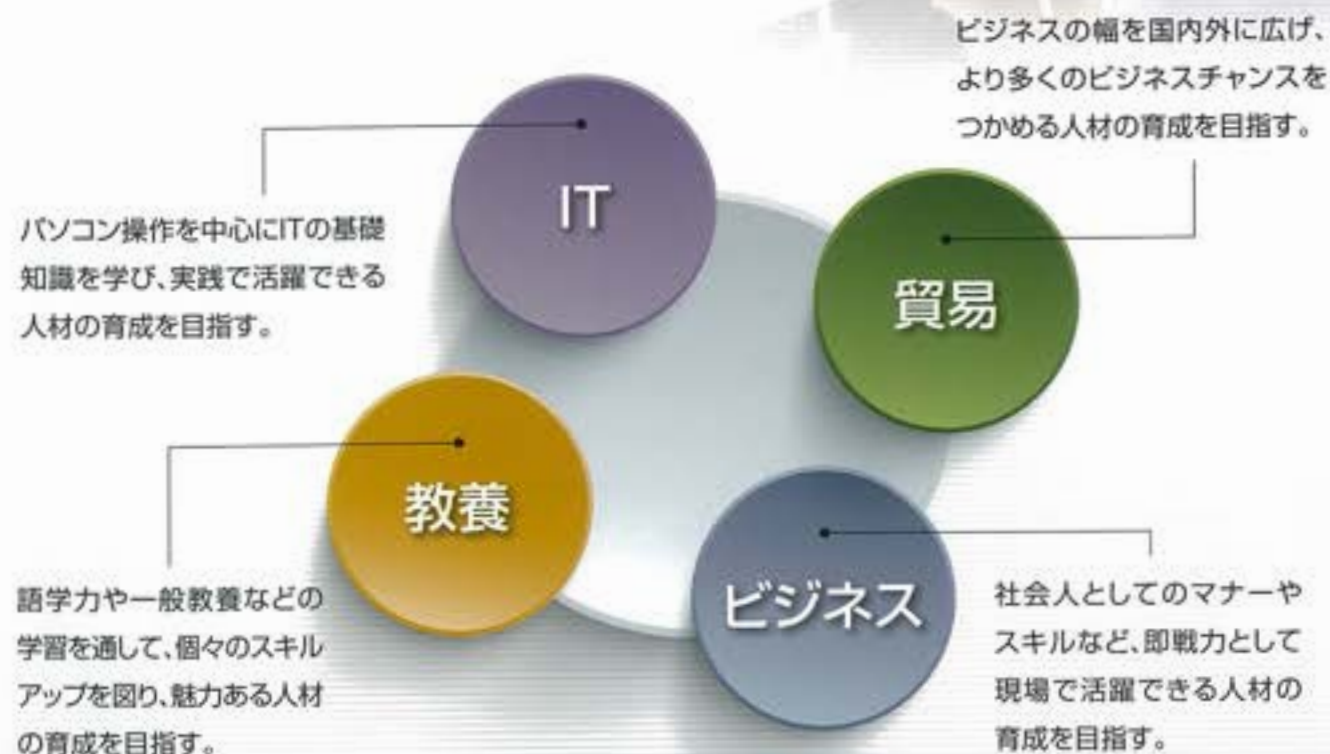 ビジネスの幅を国内外に広げ、
より多くのビジネスチャンスを
つかめる人材の育成を目指す。
IT
パソコン操作を中心にITの基礎
知識を学び、実践で活躍できる
人材の育成を目指す。
貿易
教養
語学力や一般教養などの
学習を通して、個々のスキル
アップを図り、魅力ある人材
の育成を目指す。
ビジネス
社会人としてのマナーや
スキルなど、即戦力として
現場で活躍できる人材の
育成を目指す。